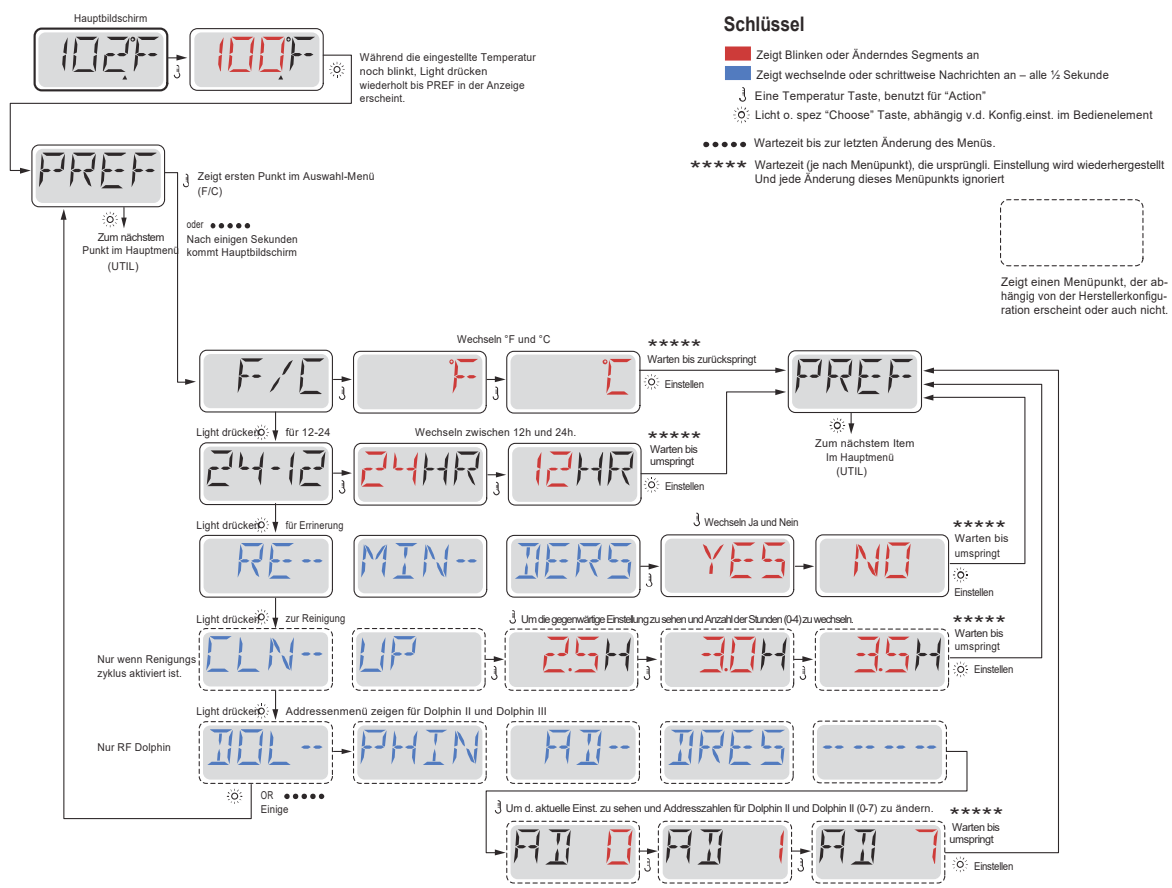 Hauptbildschirm
102°F
100°F
Während die eingestellte Temperatur
noch blinkt, Light drücken
wiederholt bis PREF in der Anzeige
erscheint.
Schlüssel
Zeigt Blinken oder Änderndes Segments an
Zeigt wechselnde oder schrittweise Nachrichten an – alle ½ Sekunde
Eine Temperatur Taste, benutzt für “Action”
Licht o. spez “Choose” Taste, abhängig v.d. Konfig.einst. im Bedienelement
●●●●● Wartezeit bis zur letzten Änderung des Menüs.
***** Wartezeit (je nach Menüpunkt), die ursprüngli. Einstellung wird wiederhergestellt
Und jede Änderung dieses Menüpunkts ignoriert
Zeigt einen Menüpunkt, der ab-
hängig von der Herstellerkonfigu-
ration erscheint oder auch nicht.
PREF
Zeigt ersten Punkt im Auswahl-Menü
(F/C)
Zum nächstem
Punkt im Hauptmenü
(UTIL)
oder ●●●●●
Nach einigen Sekunden
kommt Hauptbildschirm
Wechseln °F und °C
F/C
°F
°C
*****
Warten bis zurückspringt
Einstellen
PREF
Zum nächstem Item
Im Hauptmenü
(UTIL)
Light drücken für 12-24
Wechseln zwischen 12h und 24h.
24-12
24HR
12HR
*****
Warten bis
umspringt
Einstellen
Light drücken für Errinerung
Wechseln Ja und Nein
RE--
MIN--
DERS
YES
NO
*****
Warten bis
umspringt
Einstellen
Light drücken zur Reinigung
Um die gegenwärtige Einstellung zu sehen und Anzahl der Stunden (0-4) zu wechseln.
Nur wenn Renigungs
zyklus aktiviert ist.
CLN--
UP
2.5H
3.0H
3.5H
*****
Warten bis
umspringt
Einstellen
Light drücken Addressenmenü zeigen für Dolphin II und Dolphin III
Nur RF Dolphin
DOL--
PHIN
AD--
DRES
-----
OR ●●●●●
Einige
Um d. aktuelle Einst. zu sehen und Addresszahlen für Dolphin II und Dolphin II (0-7) zu ändern.
AD 0
AD 1
AD 7
*****
Warten bis
umspringt
Einstellen